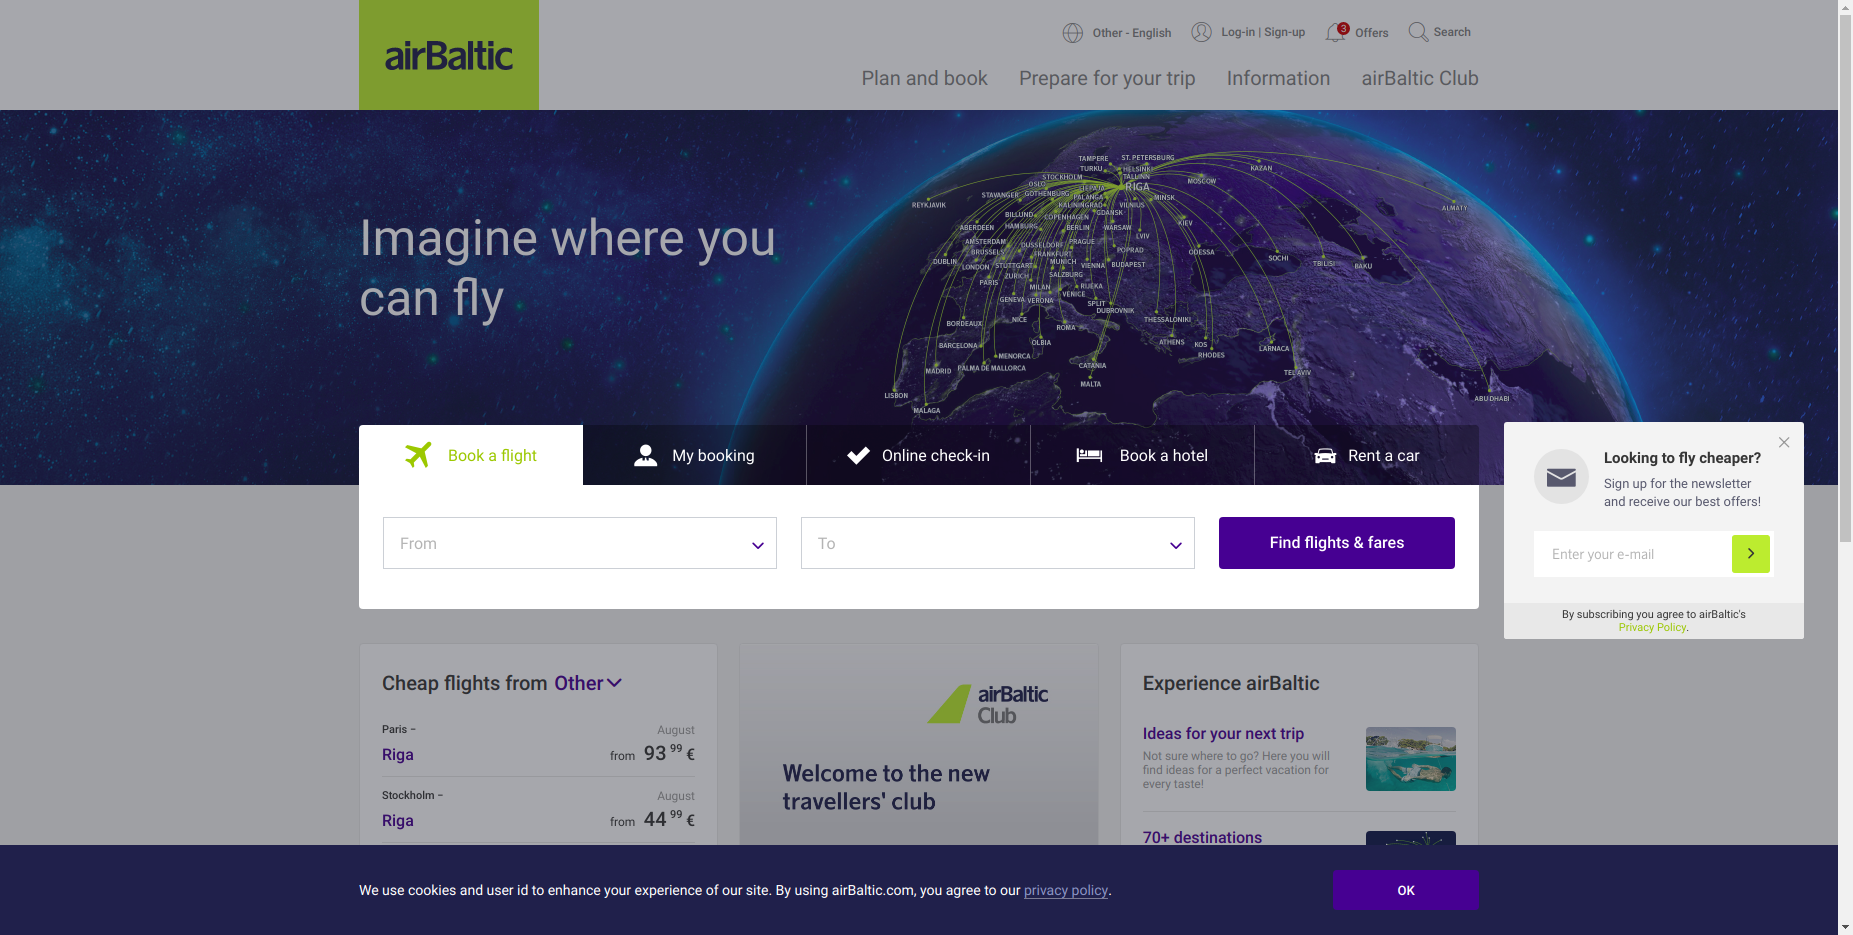 airBaltic
Other - English
Log-in | Sign-up
3
Offers
Search
Plan and book
Prepare for your trip
Information
airBaltic Club
Imagine where you
can fly
TAMPERE
ST. PETERSBURG
TURKU
HELSINKI
TALLINN
STOCKHOLM
OSLO
RIGA
KAZAN
MOSCOW
STAVANGER
GOTHENBURG
PALANGA
MINSK
REYKJAVIK
KALININGRAD
VILNIUS
ALMATY
BILLUND
COPENHAGEN
GDANSK
KIEV
ABERDEEN
HAMBURG
BERLIN
WARSAW
LVIV
AMSTERDAM
DUSSELDORF
PRAGUE
BRUSSELS
FRANKFURT
POPRAD
ODESSA
DUBLIN
LONDON
STUTTGART
MUNICH
VIENNA
BUDAPEST
SOCHI
TBILISI
BAKU
ZURICH
SALZBURG
PARIS
MILAN
RIJEKA
VENICE
GENEVA
VERONA
SPLIT
DUBROVNIK
BORDEAUX
NICE
ROMA
THESSALONIKI
BARCELONA
OLBIA
ATHENS
KOS
LARNACA
MENORCA
RHODES
MADRID
PALMA DE MALLORCA
CATANIA
TEL AVIV
MALTA
LISBON
ABU DHABI
MALAGA
Book a flight
My booking
Online check-in
Book a hotel
Rent a car
From
To
Find flights & fares
Looking to fly cheaper?
Sign up for the newsletter
and receive our best offers!
Enter your e-mail
By subscribing you agree to airBaltic's
Privacy Policy.
Cheap flights from Other
Paris –
August
Riga
from 93 99 €
Stockholm –
August
Riga
from 44 99 €
airBaltic
Club
Welcome to the new
travellers' club
Experience airBaltic
Ideas for your next trip
Not sure where to go? Here you will
find ideas for a perfect vacation for
every taste!
70+ destinations
We use cookies and user id to enhance your experience of our site. By using airBaltic.com, you agree to our privacy policy.
OK